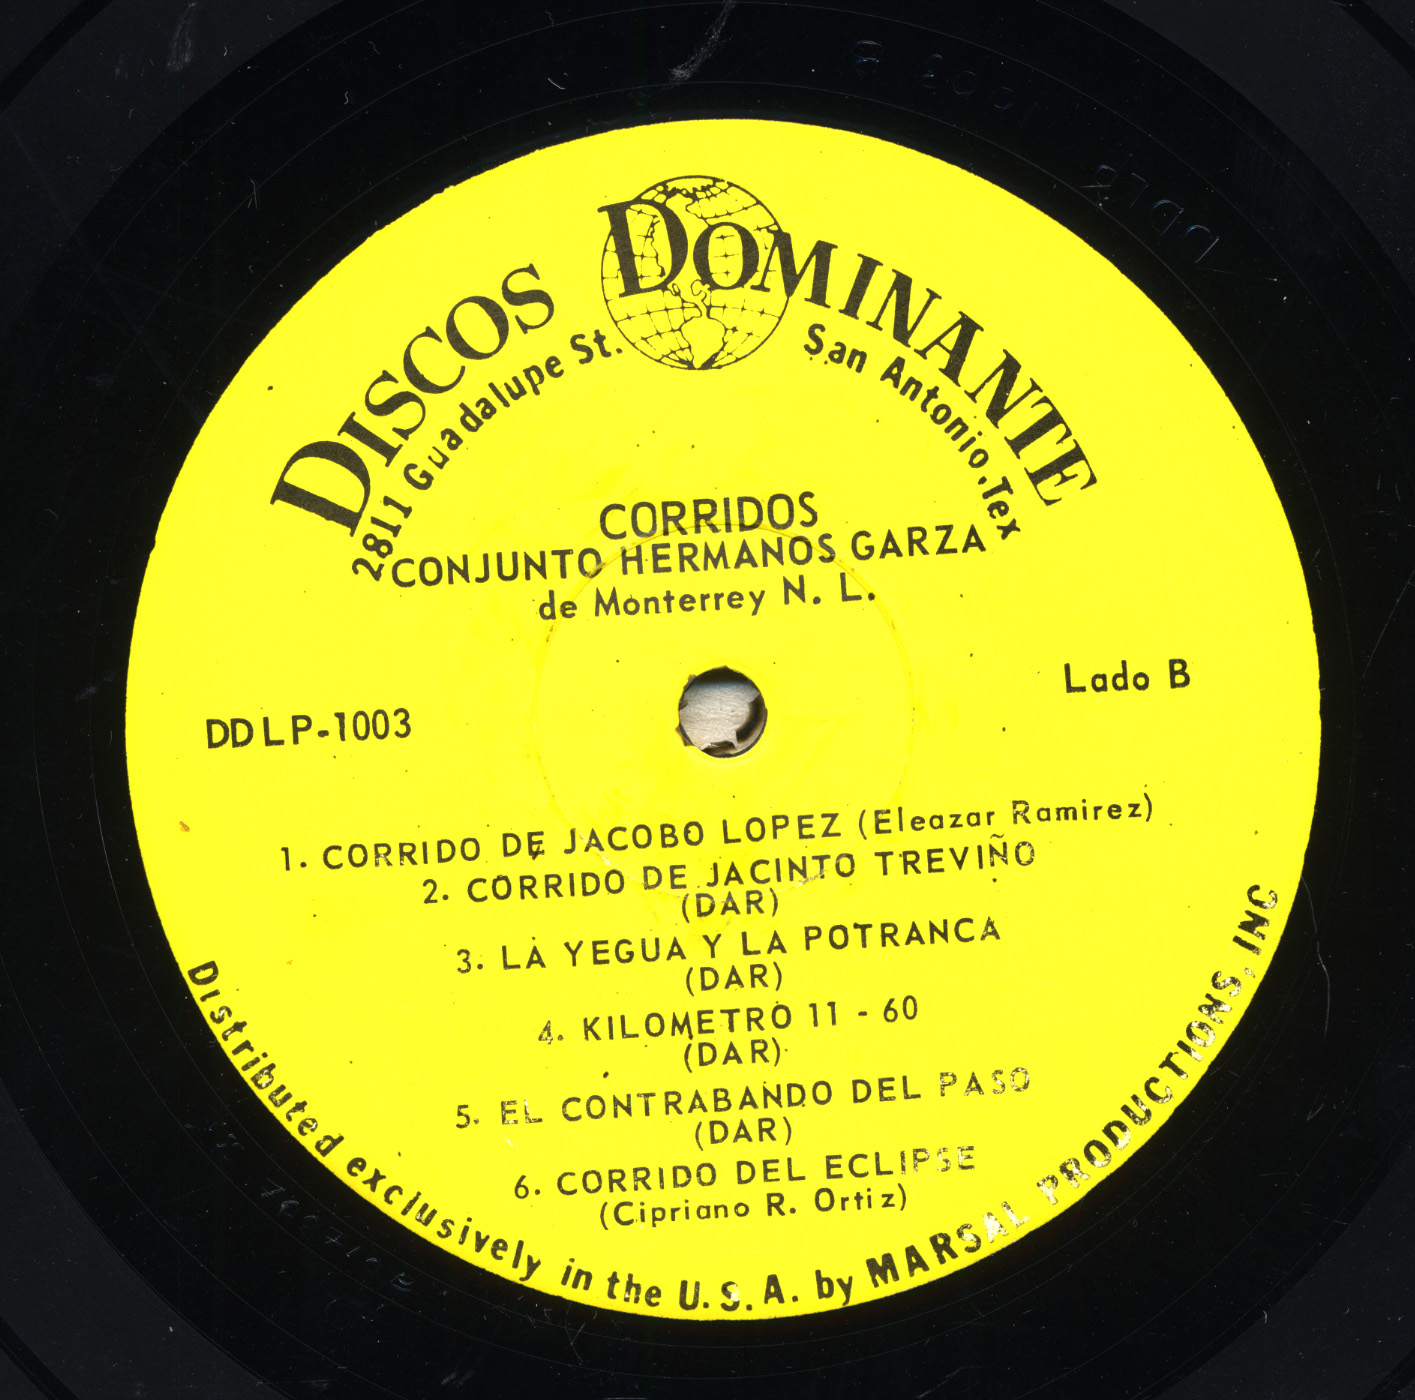 DISCOS DOMINANTE
2811 Guadalupe St. San Antonio, Tex
CORRIDOS
CONJUNTO HERMANOS GARZA
de Monterrey N. L.
Lado B
DDLP-1003
1. CORRIDO DE JACOBO LOPEZ (Eleazar Ramirez)
2. CORRIDO DE JACINTO TREVIÑO
(DAR)
3. LA YEGUA Y LA POTRANCA
(DAR)
4. KILOMETRO 11 - 60
(DAR)
5. EL CONTRABANDO DEL PASO
(DAR)
6. CORRIDO DEL ECLIPSE
(Cipriano R. Ortiz)
Distributed exclusively in the U.S.A. by MARSAL PRODUCTIONS, INC